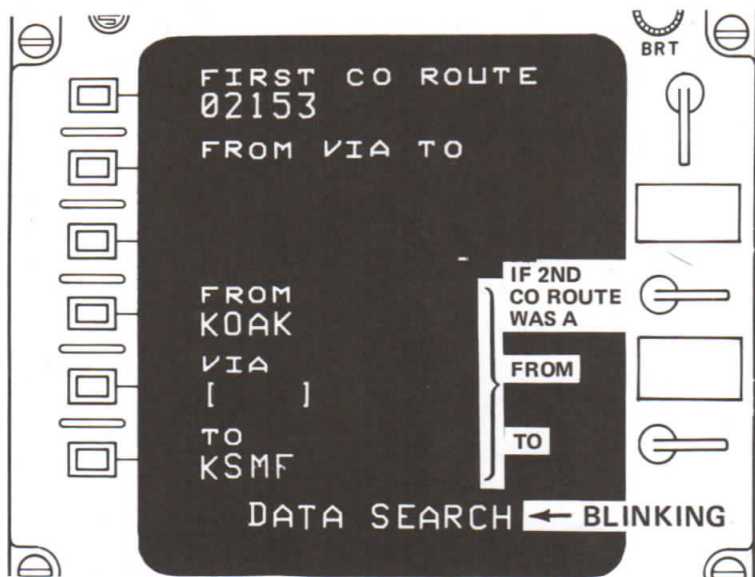 BRT
FIRST CO ROUTE
02153
FROM VIA TO
FROM
KOAK
VIA
[ ]
TO
KSMF
IF 2ND
CO ROUTE
WAS A
FROM
TO
DATA SEARCH ← BLINKING